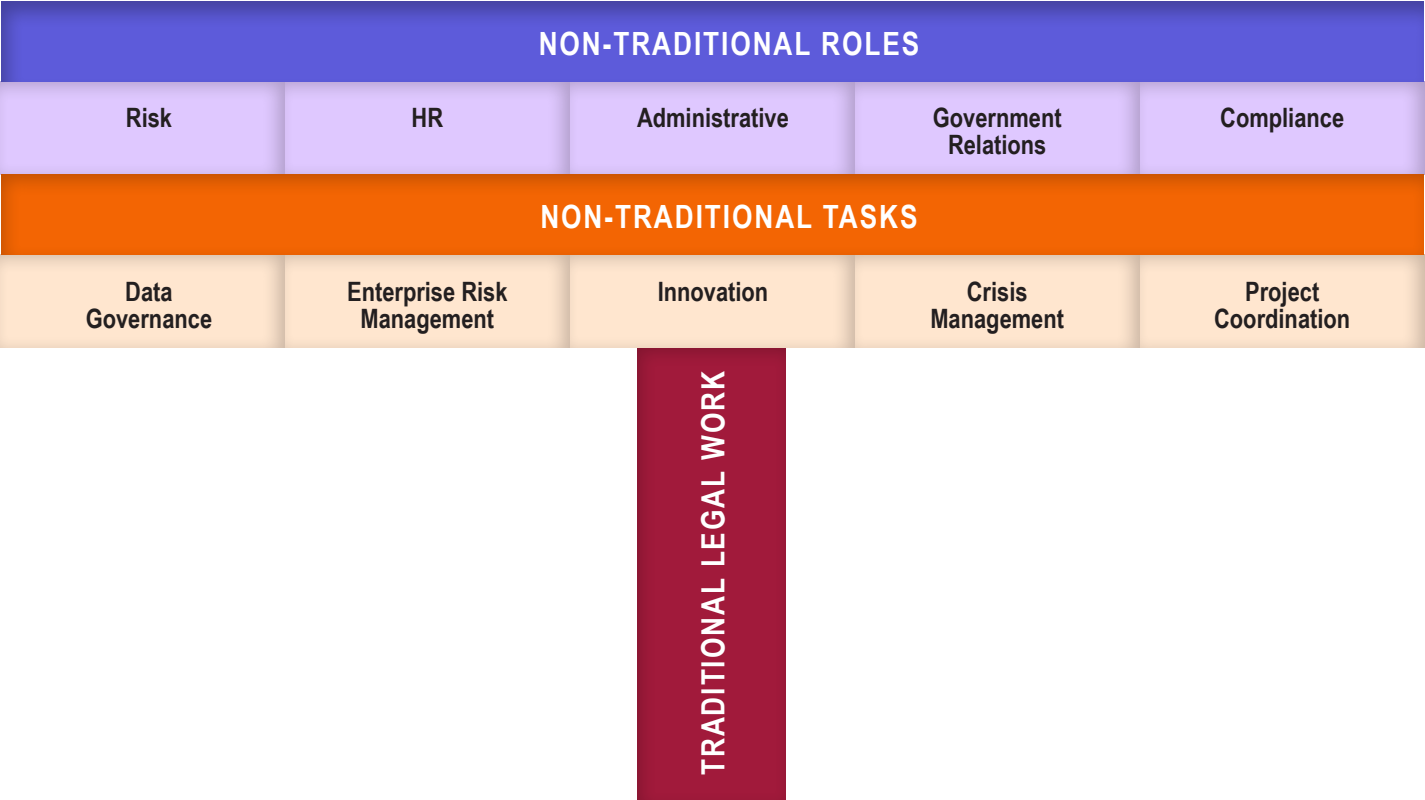 NON-TRADITIONAL ROLES
Risk
HR
Administrative
Government
Relations
Compliance
NON-TRADITIONAL TASKS
Data
Governance
Enterprise Risk
Management
Innovation
Crisis
Management
Project
Coordination
TRADITIONAL LEGAL WORK